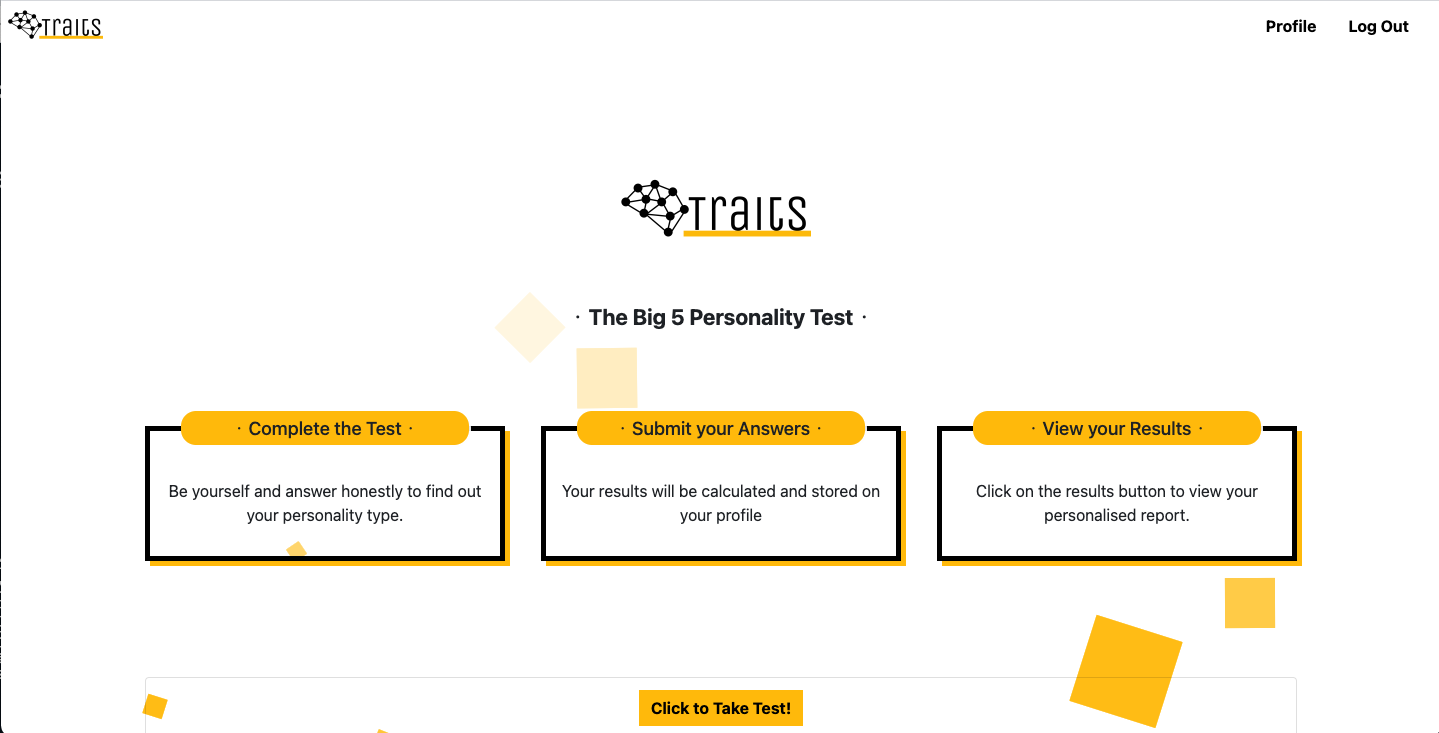 Traits
Profile
Log Out
Traits
· The Big 5 Personality Test ·
· Complete the Test ·
· Submit your Answers ·
· View your Results ·
Be yourself and answer honestly to find out
your personality type.
Your results will be calculated and stored on
your profile
Click on the results button to view your
personalised report.
Click to Take Test!